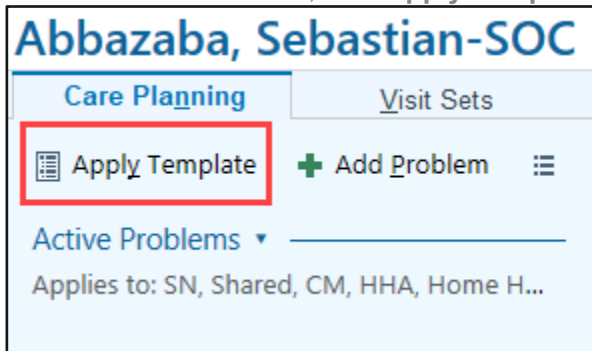 Abbazaba, Sebastian-SOC
Care Planning
Visit Sets
Apply Template
Add Problem
Active Problems
Applies to: SN, Shared, CM, HHA, Home H...